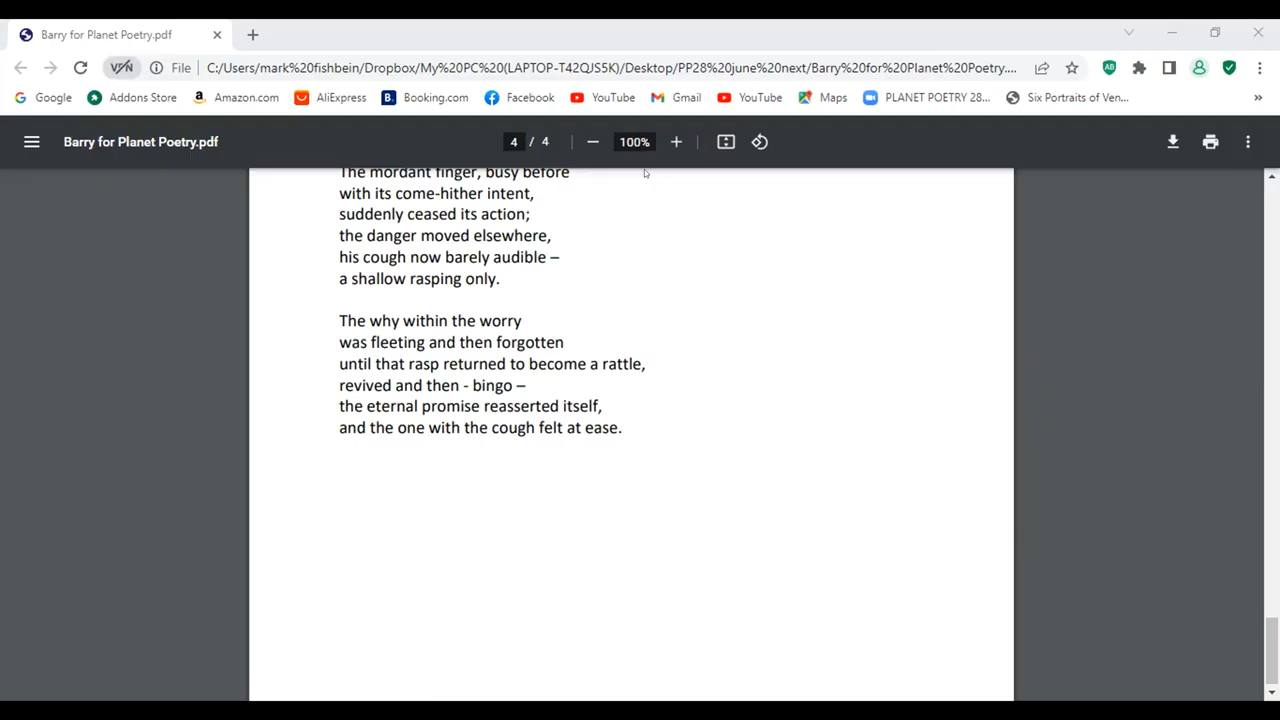 Barry for Planet Poetry.pdf
File C:/Users/mark%20fishbein/Dropbox/My%20PC%20(LAPTOP-T42QJS5K)/Desktop/PP28%20june%20next/Barry%20for%20Planet%20Poetry....
Google Addons Store Amazon.com AliExpress Booking.com Facebook YouTube Gmail YouTube Maps PLANET POETRY 28... Six Portraits of Ven... »
Barry for Planet Poetry.pdf 4 / 4 100%
The mordant finger, busy before
with its come-hither intent,
suddenly ceased its action;
the danger moved elsewhere,
his cough now barely audible –
a shallow rasping only.
The why within the worry
was fleeting and then forgotten
until that rasp returned to become a rattle,
revived and then - bingo –
the eternal promise reasserted itself,
and the one with the cough felt at ease.